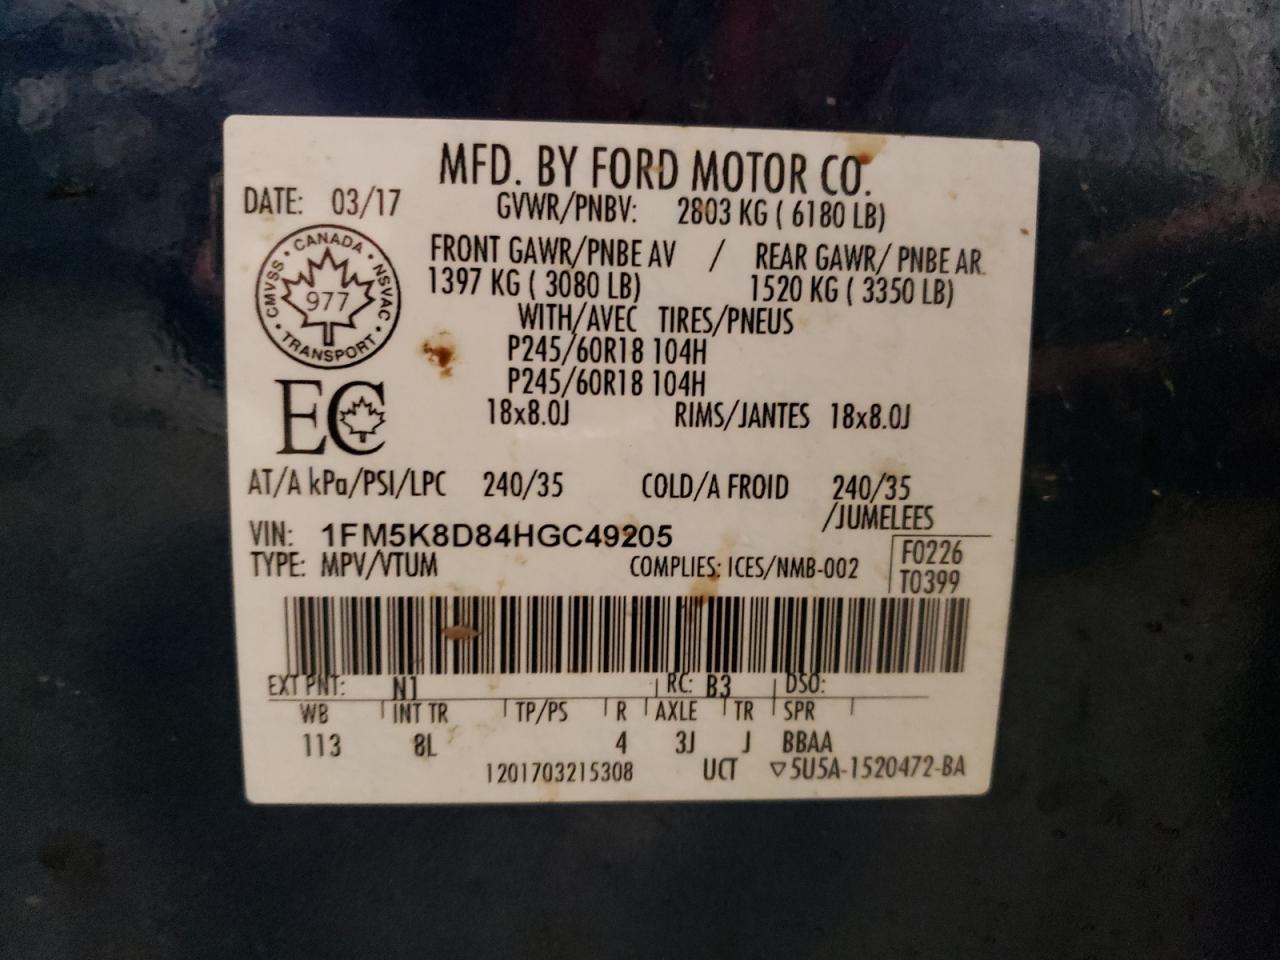 MFD. BY FORD MOTOR CO.
DATE: 03/17
GVWR/PNBV: 2803 KG ( 6180 LB)
CANADA
CMVSS · NSVAC
977
TRANSPORT
FRONT GAWR/PNBE AV / REAR GAWR/ PNBE AR
1397 KG ( 3080 LB) 1520 KG ( 3350 LB)
WITH/AVEC TIRES/PNEUS
P245/60R18 104H
P245/60R18 104H
EC
18x8.0J RIMS/JANTES 18x8.0J
AT/A kPa/PSI/LPC 240/35 COLD/A FROID 240/35
/JUMELEES
VIN: 1FM5K8D84HGC49205
TYPE: MPV/VTUM COMPLIES: ICES/NMB-002
F0226
T0399
EXT PNT: N1 RC: B3 DSO:
WB INT TR TP/PS R AXLE TR SPR
113 8L 4 3J J BBAA
1201703215308 UCT ▽5U5A-1520472-BA